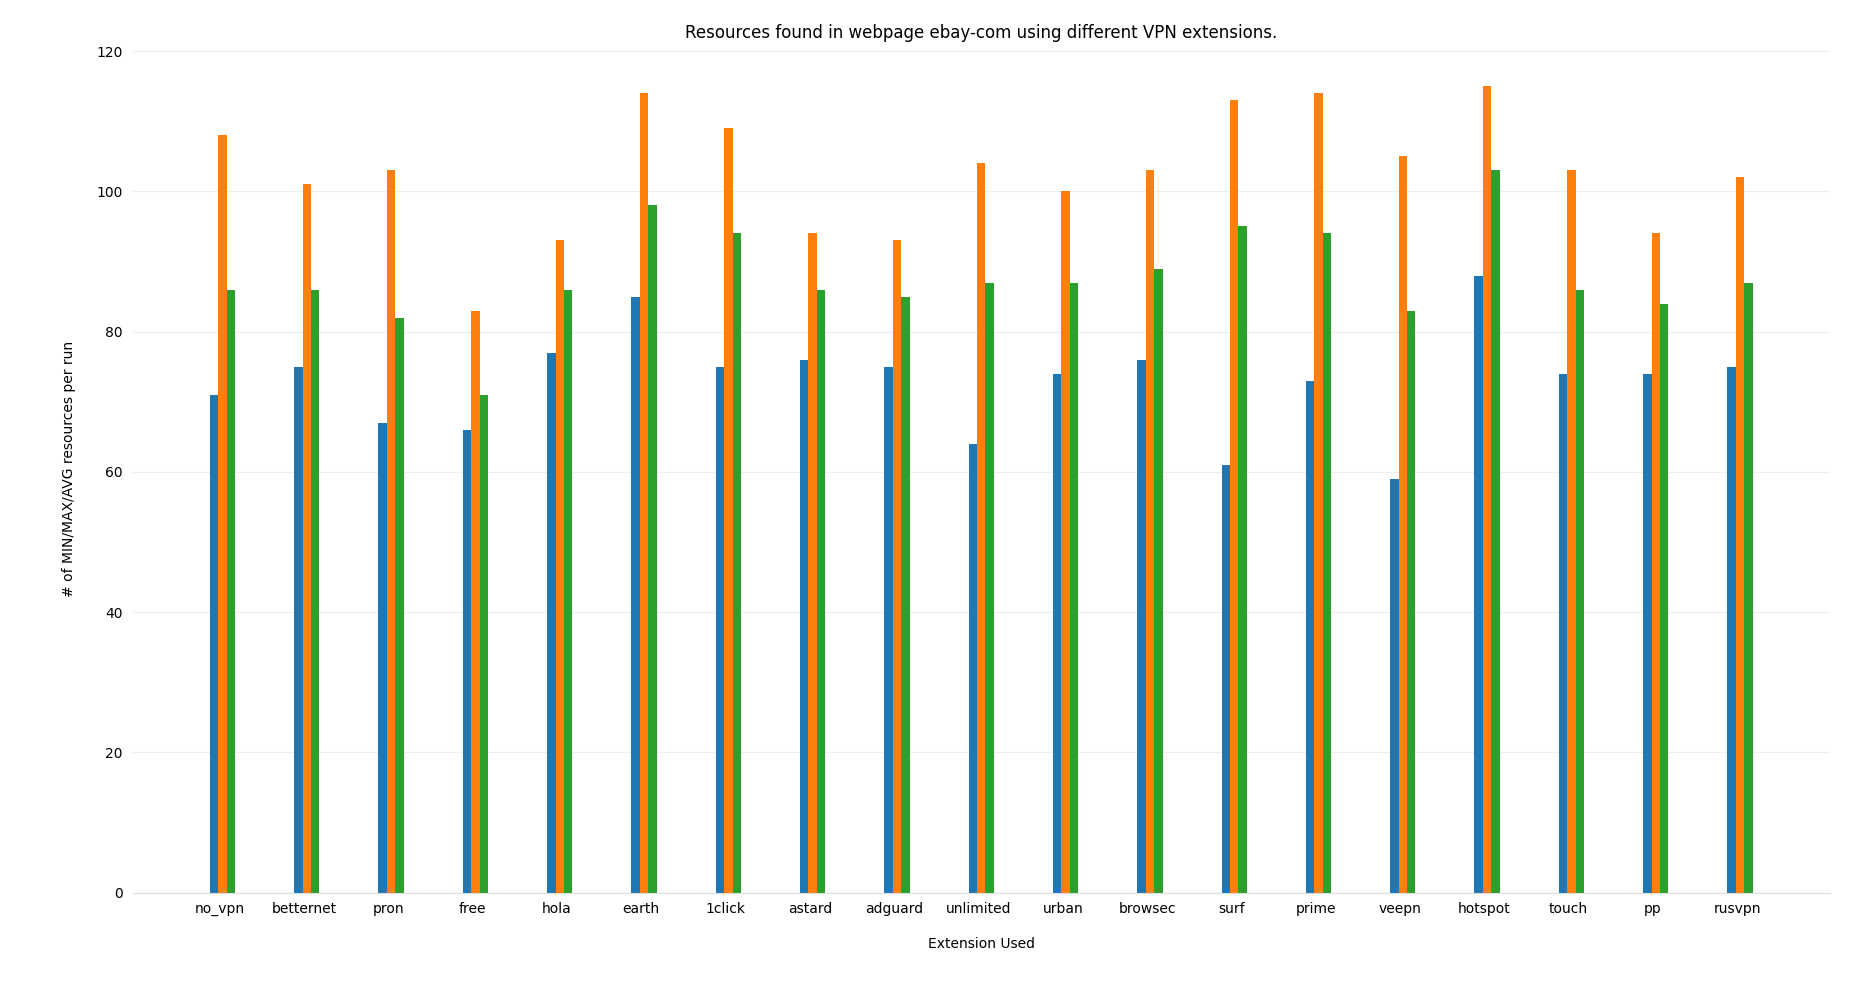 Resources found in webpage ebay-com using different VPN extensions.
120
100
80
60
40
20
0
# of MIN/MAX/AVG resources per run
no_vpn betternet pron free hola earth 1click astard adguard unlimited urban browsec surf prime veepn hotspot touch pp rusvpn
Extension Used